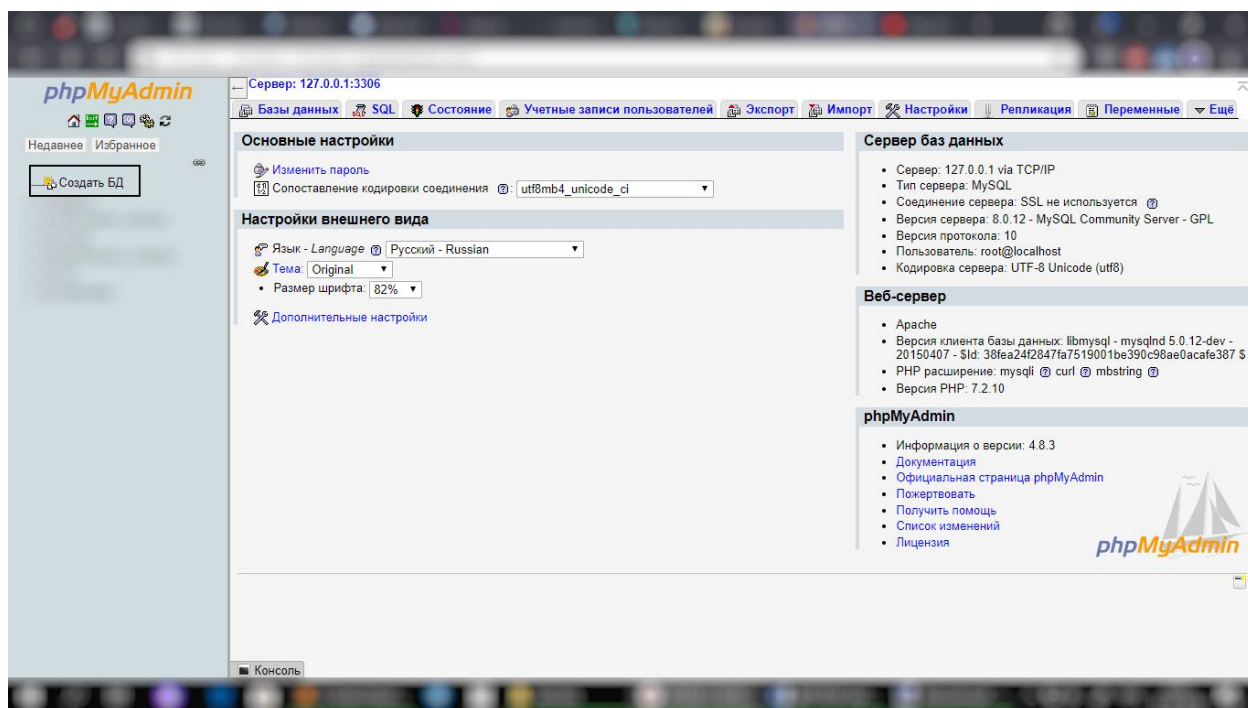 phpMyAdmin
Недавнее Избранное
Создать БД
Сервер: 127.0.0.1:3306
Базы данных SQL Состояние Учетные записи пользователей Экспорт Импорт Настройки Репликация Переменные Ещё
Основные настройки
Изменить пароль
Сопоставление кодировки соединения : utf8mb4_unicode_ci
Настройки внешнего вида
Язык - Language Русский - Russian
Тема: Original
Размер шрифта: 82%
Дополнительные настройки
Сервер баз данных
Сервер: 127.0.0.1 via TCP/IP
Тип сервера: MySQL
Соединение сервера: SSL не используется
Версия сервера: 8.0.12 - MySQL Community Server - GPL
Версия протокола: 10
Пользователь: root@localhost
Кодировка сервера: UTF-8 Unicode (utf8)
Веб-сервер
Apache
Версия клиента базы данных: libmysql - mysqlnd 5.0.12-dev -
20150407 - $Id: 38fea24f2847fa7519001be390c98ae0acafe387 $
PHP расширение: mysqli curl mbstring
Версия PHP: 7.2.10
phpMyAdmin
Информация о версии: 4.8.3
Документация
Официальная страница phpMyAdmin
Пожертвовать
Получить помощь
Список изменений
Лицензия
phpMyAdmin
Консоль